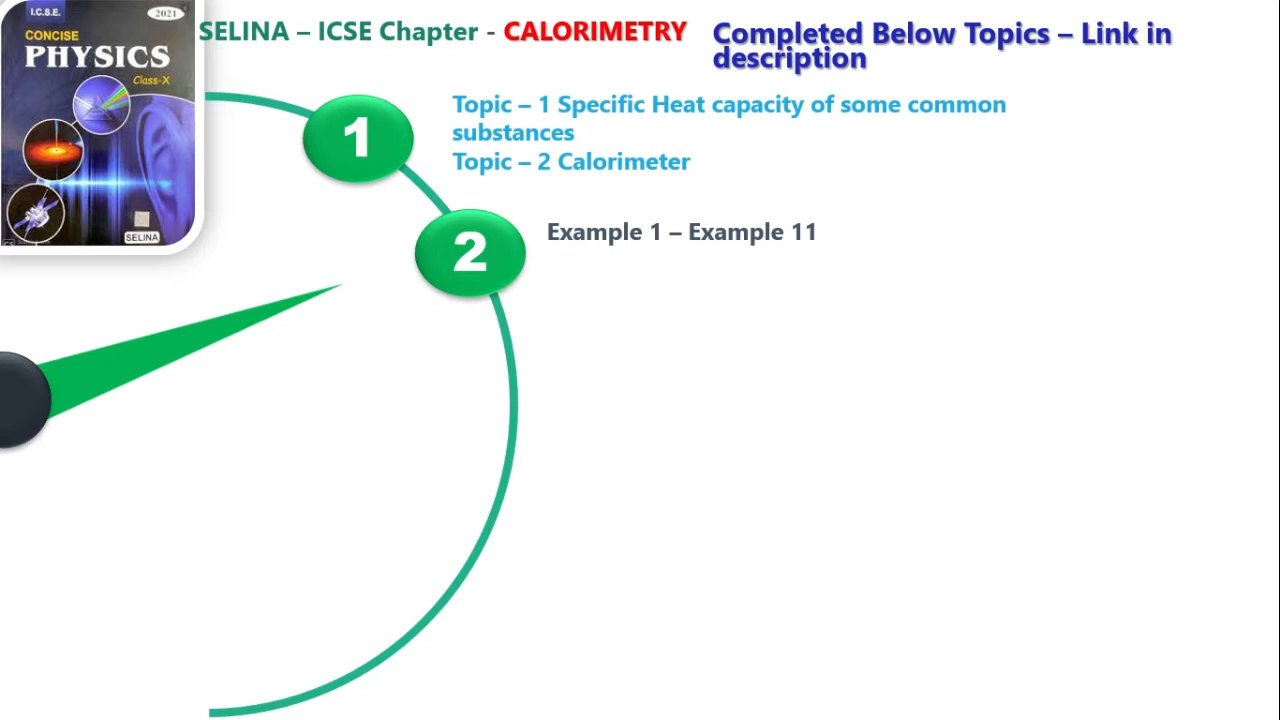 I.C.S.E.
2021
CONCISE
PHYSICS
Class-X
SELINA
SELINA – ICSE Chapter - CALORIMETRY
Completed Below Topics – Link in
description
1
Topic – 1 Specific Heat capacity of some common
substances
Topic – 2 Calorimeter
2
Example 1 – Example 11